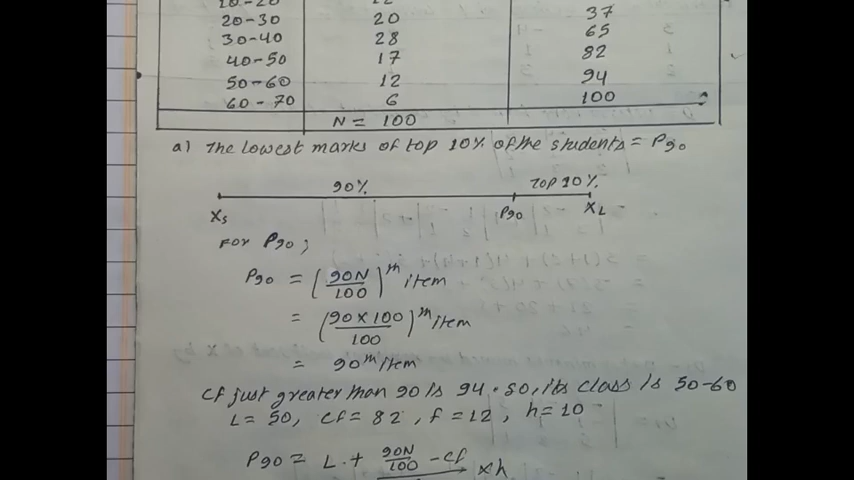 20-30 20 37
30-40 28 65
40-50 17 82
50-60 12 94
60-70 6 100
N = 100
a) The lowest marks of top 10% of the students = P90
90% Top 10%
Xs P90 XL
For P90,
P90 = (90N/100)th item
= (90×100/100)th item
= 90th item
Cf just greater than 90 is 94. So, its class is 50-60
L = 50, Cf = 82, f = 12, h = 10
P90 = L + 90N/100 - Cf × h